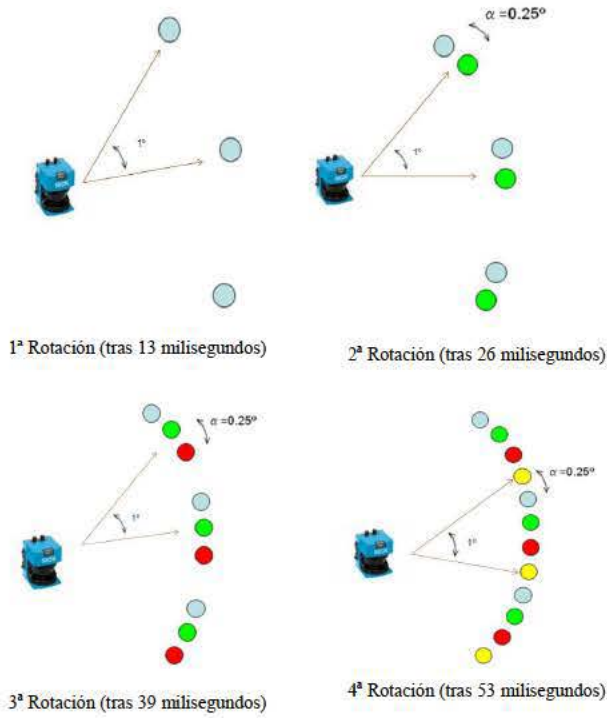 α =0.25º
1º
1º
1ª Rotación (tras 13 milisegundos)
2ª Rotación (tras 26 milisegundos)
α =0.25º
1º
α =0.25º
1º
3ª Rotación (tras 39 milisegundos)
4ª Rotación (tras 53 milisegundos)